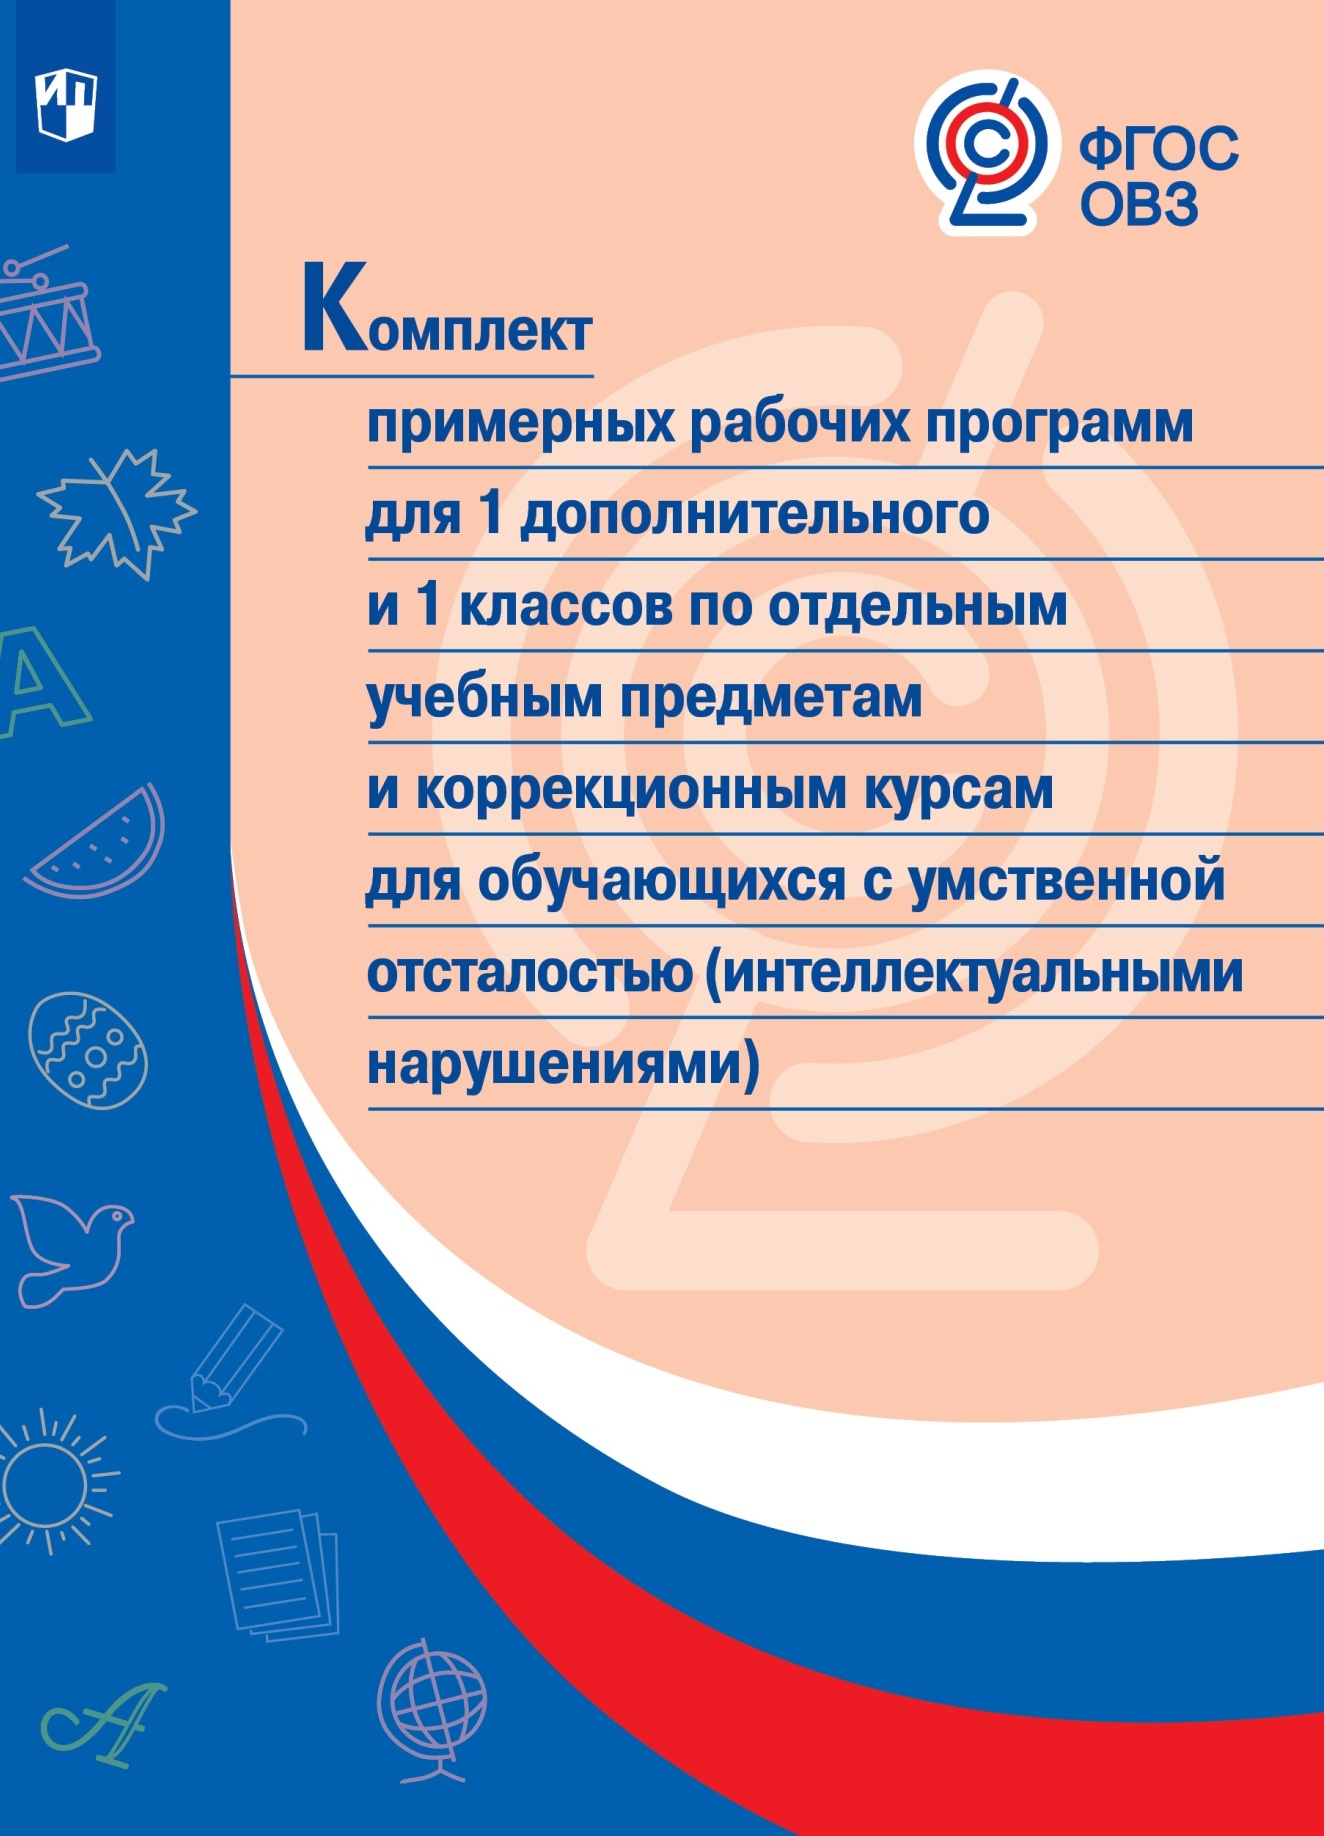 ИП
ФГОС
ОВЗ
Комплект
примерных рабочих программ
для 1 дополнительного
и 1 классов по отдельным
учебным предметам
и коррекционным курсам
для обучающихся с умственной
отсталостью (интеллектуальными
нарушениями)
А
А